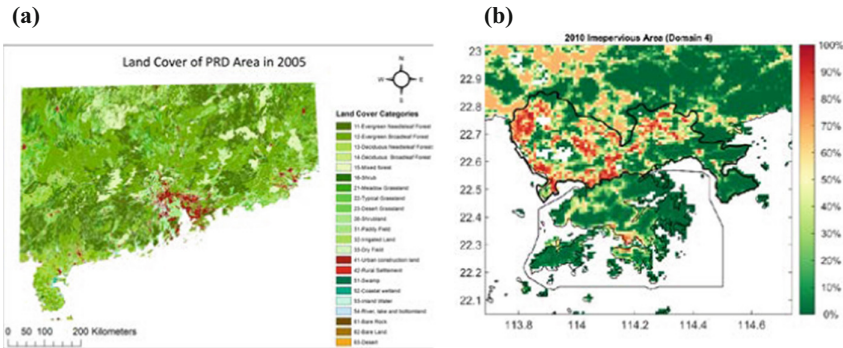 (a)
(b)
Land Cover of PRD Area in 2005
N
W E
S
Land Cover Categories
11-Evergreen Needleleaf Forest
12-Evergreen Broadleaf Forest
13-Deciduous Needleleaf Forest
14-Deciduous Broadleaf Forest
15-Mixed forest
16-Shrub
21-Meadow Grassland
22-Typical Grassland
23-Desert Grassland
26-Shrubland
31-Paddy Field
32-Irrigated Land
33-Dry Field
41-Urban construction land
42-Rural Settlement
51-Swamp
52-Coastal wetland
53-Inland Water
54-River, lake and bottomland
61-Bare Rock
62-Bare Land
63-Desert
0 50 100 200 Kilometers
2010 Imepervious Area (Domain 4)
23
22.9
22.8
22.7
22.6
22.5
22.4
22.3
22.2
22.1
113.8 114 114.2 114.4 114.6
100%
90%
80%
70%
60%
50%
40%
30%
20%
10%
0%